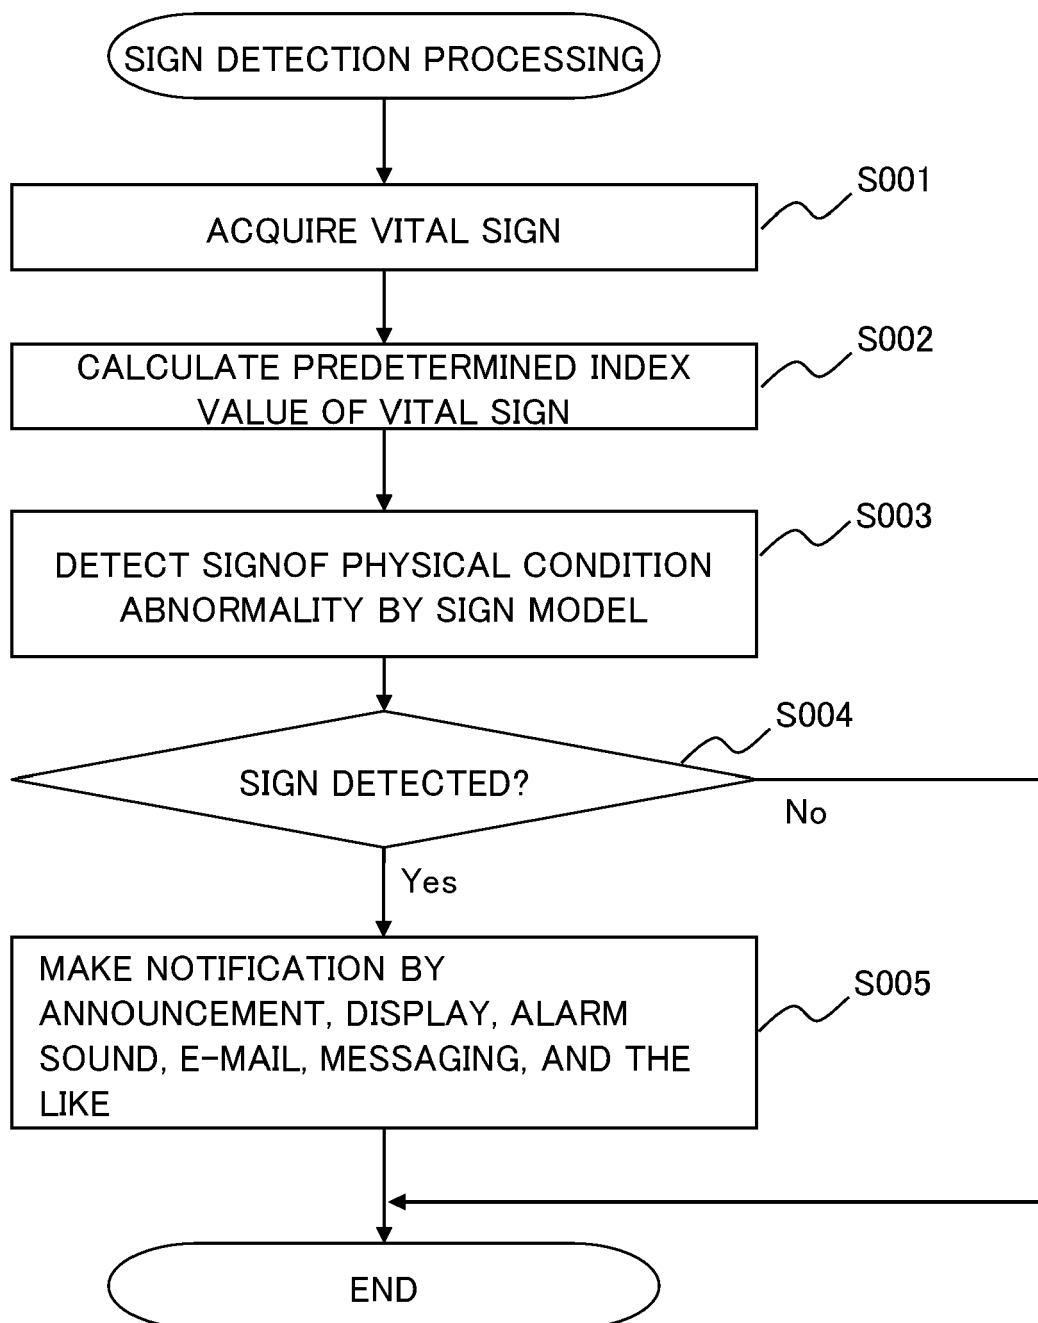 SIGN DETECTION PROCESSING
S001
ACQUIRE VITAL SIGN
S002
CALCULATE PREDETERMINED INDEX
VALUE OF VITAL SIGN
S003
DETECT SIGNOF PHYSICAL CONDITION
ABNORMALITY BY SIGN MODEL
S004
SIGN DETECTED?
No
Yes
S005
MAKE NOTIFICATION BY
ANNOUNCEMENT, DISPLAY, ALARM
SOUND, E-MAIL, MESSAGING, AND THE
LIKE
END